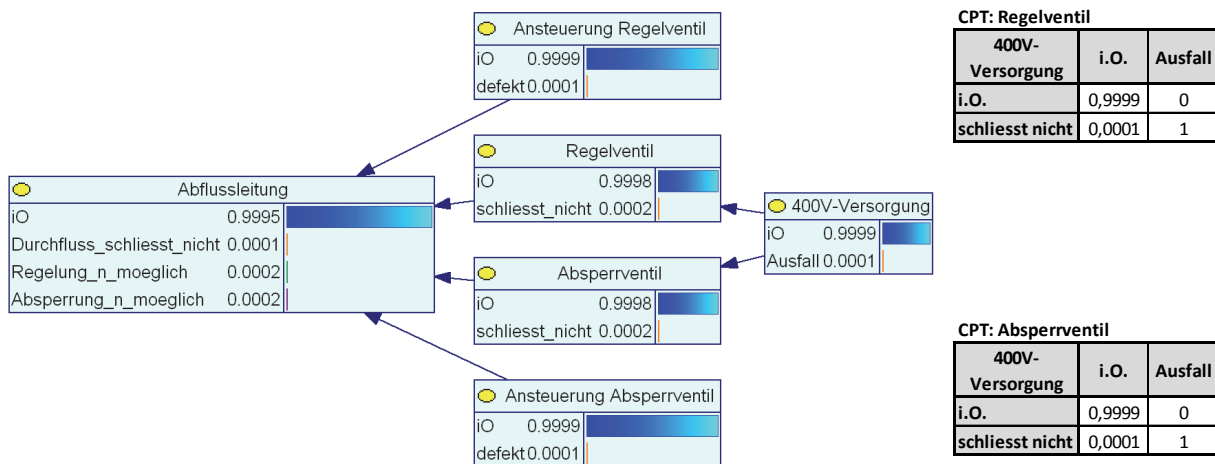 Ansteuerung Regelventil
iO 0.9999
defekt 0.0001
Regelventil
iO 0.9998
schliesst_nicht 0.0002
Abflussleitung
iO 0.9995
Durchfluss_schliesst_nicht 0.0001
Regelung_n_moeglich 0.0002
Absperrung_n_moeglich 0.0002
400V-Versorgung
iO 0.9999
Ausfall 0.0001
Absperrventil
iO 0.9998
schliesst_nicht 0.0002
Ansteuerung Absperrventil
iO 0.9999
defekt 0.0001
CPT: Regelventil
400V-
Versorgung
i.O. Ausfall
i.O. 0,9999 0
schliesst nicht 0,0001 1
CPT: Absperrventil
400V-
Versorgung
i.O. Ausfall
i.O. 0,9999 0
schliesst nicht 0,0001 1